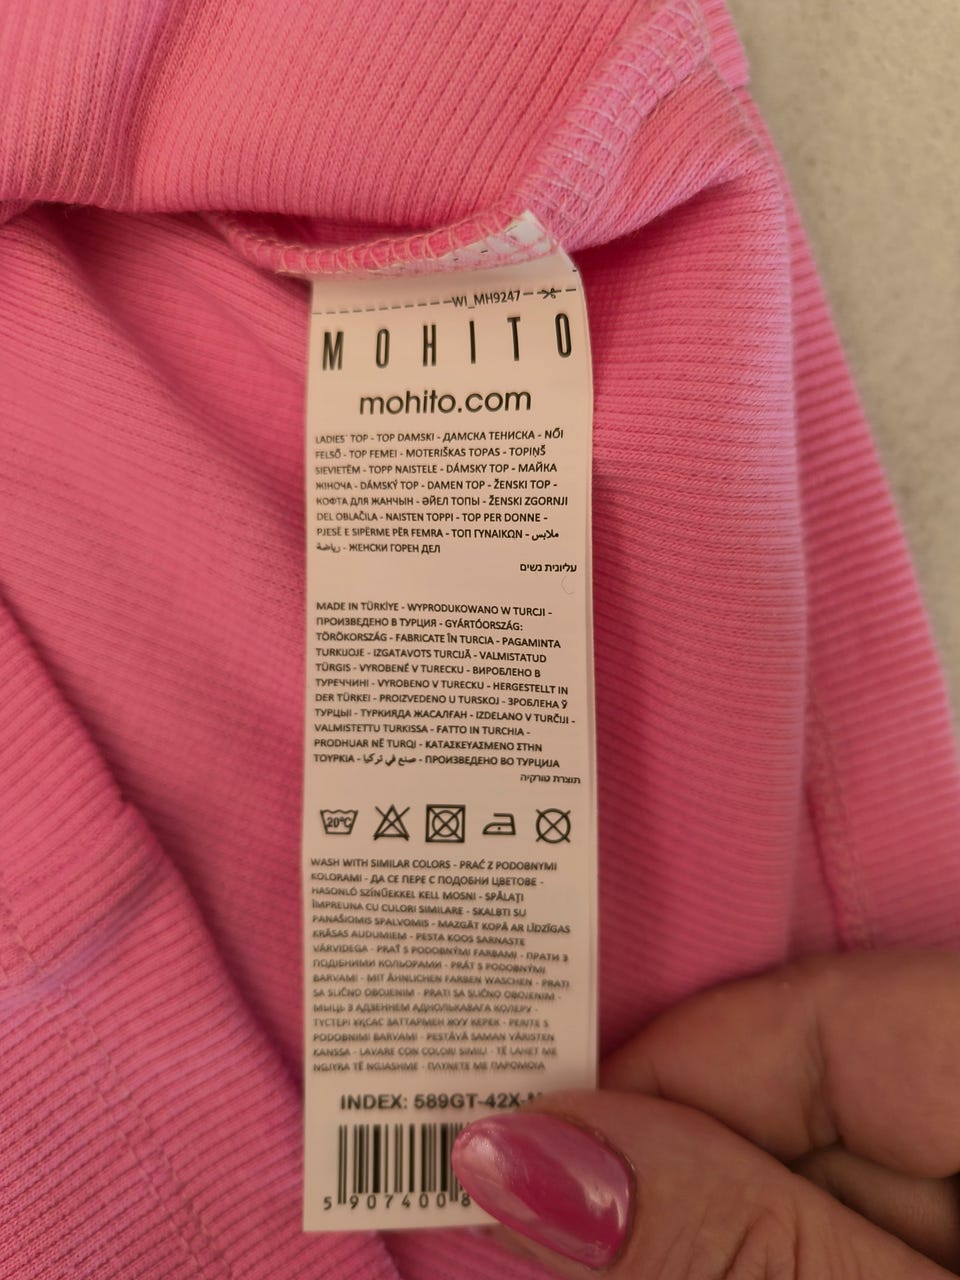 WI_MH9247
MOHITO
mohito.com
LADIES' TOP - TOP DAMSKI - ДАМСКА ТЕНИСКА - NŐI
FELSŐ - TOP FEMEI - MOTERIŠKAS TOPAS - TOPIŅŠ
SIEVIETĒM - TOPP NAISTELE - DÁMSKY TOP - МАЙКА
ЖІНОЧА - DÁMSKÝ TOP - DAMEN TOP - ŽENSKI TOP -
КОФТА ДЛЯ ЖАНЧЫН - ӘЙЕЛ ТОПЫ - ŽENSKI ZGORNJI
DEL OBLAČILA - NAISTEN TOPPI - TOP PER DONNE -
PJESË E SIPËRME PËR FEMRA - ΤΟΠ ΓΥΝΑΙΚΩΝ - ملابس
رياضة - ЖЕНСКИ ГОРЕН ДЕЛ
עליונית נשים
MADE IN TÜRKİYE - WYPRODUKOWANO W TURCJI -
ПРОИЗВЕДЕНО В ТУРЦИЯ - GYÁRTÓORSZÁG:
TÖRÖKORSZÁG - FABRICATE ÎN TURCIA - PAGAMINTA
TURKIJOJE - IZGATAVOTS TURCIJĀ - VALMISTATUD
TÜRGIS - VYROBENÉ V TURECKU - ВИРОБЛЕНО В
ТУРЕЧЧИНІ - VYROBENO V TURECKU - HERGESTELLT IN
DER TÜRKEI - PROIZVEDENO U TURSKOJ - ЗРОБЛЕНА Ў
ТУРЦЫІ - ТҮРКИЯДА ЖАСАЛҒАН - IZDELANO V TURČIJI -
VALMISTETTU TURKISSA - FATTO IN TURCHIA -
PRODHUAR NË TURQI - ΚΑΤΑΣΚΕΥΑΣΜΕΝΟ ΣΤΗΝ
ΤΟΥΡΚΙΑ - صنع في تركيا - ПРОИЗВЕДЕНО ВО ТУРЦИЈА
תוצרת טורקיה
20°C
WASH WITH SIMILAR COLORS - PRAĆ Z PODOBNYMI
KOLORAMI - ДА СЕ ПЕРЕ С ПОДОБНИ ЦВЕТОВЕ -
HASONLÓ SZÍNŰEKKEL KELL MOSNI - SPĂLAȚI
ÎMPREUNA CU CULORI SIMILARE - SKALBTI SU
PANAŠIOMIS SPALVOMIS - MAZGĀT KOPĀ AR LĪDZĪGAS
KRĀSAS AUDUMIEM - PESTA KOOS SARNASTE
VÄRVIDEGA - PRAŤ S PODOBNÝMI FARBAMI - ПРАТИ З
ПОДІБНИМИ КОЛЬОРАМИ - PRÁT S PODOBNÝMI
BARVAMI - MIT ÄHNLICHEN FARBEN WASCHEN - PRATI
SA SLIČNO OBOJENIM - PRATI SA SLIČNO OBOJENIM -
МЫЦЬ З АДЗЕННЕМ АДНОЛЬКАВАГА КОЛЕРУ -
ТҮСТЕРІ ҰҚСАС ЗАТТАРМЕН ЖУУ КЕРЕК - PERITE S
PODOBNIMI BARVAMI - PESTÄVÄ SAMAN VÄRISTEN
KANSSA - LAVARE CON COLORI SIMILI - TË LAHET ME
NGJYRA TË NGJASHME - ΠΛΥΝΕΤΕ ΜΕ ΠΑΡΟΜΟΙΑ
INDEX: 589GT-42X-
5 907400 8